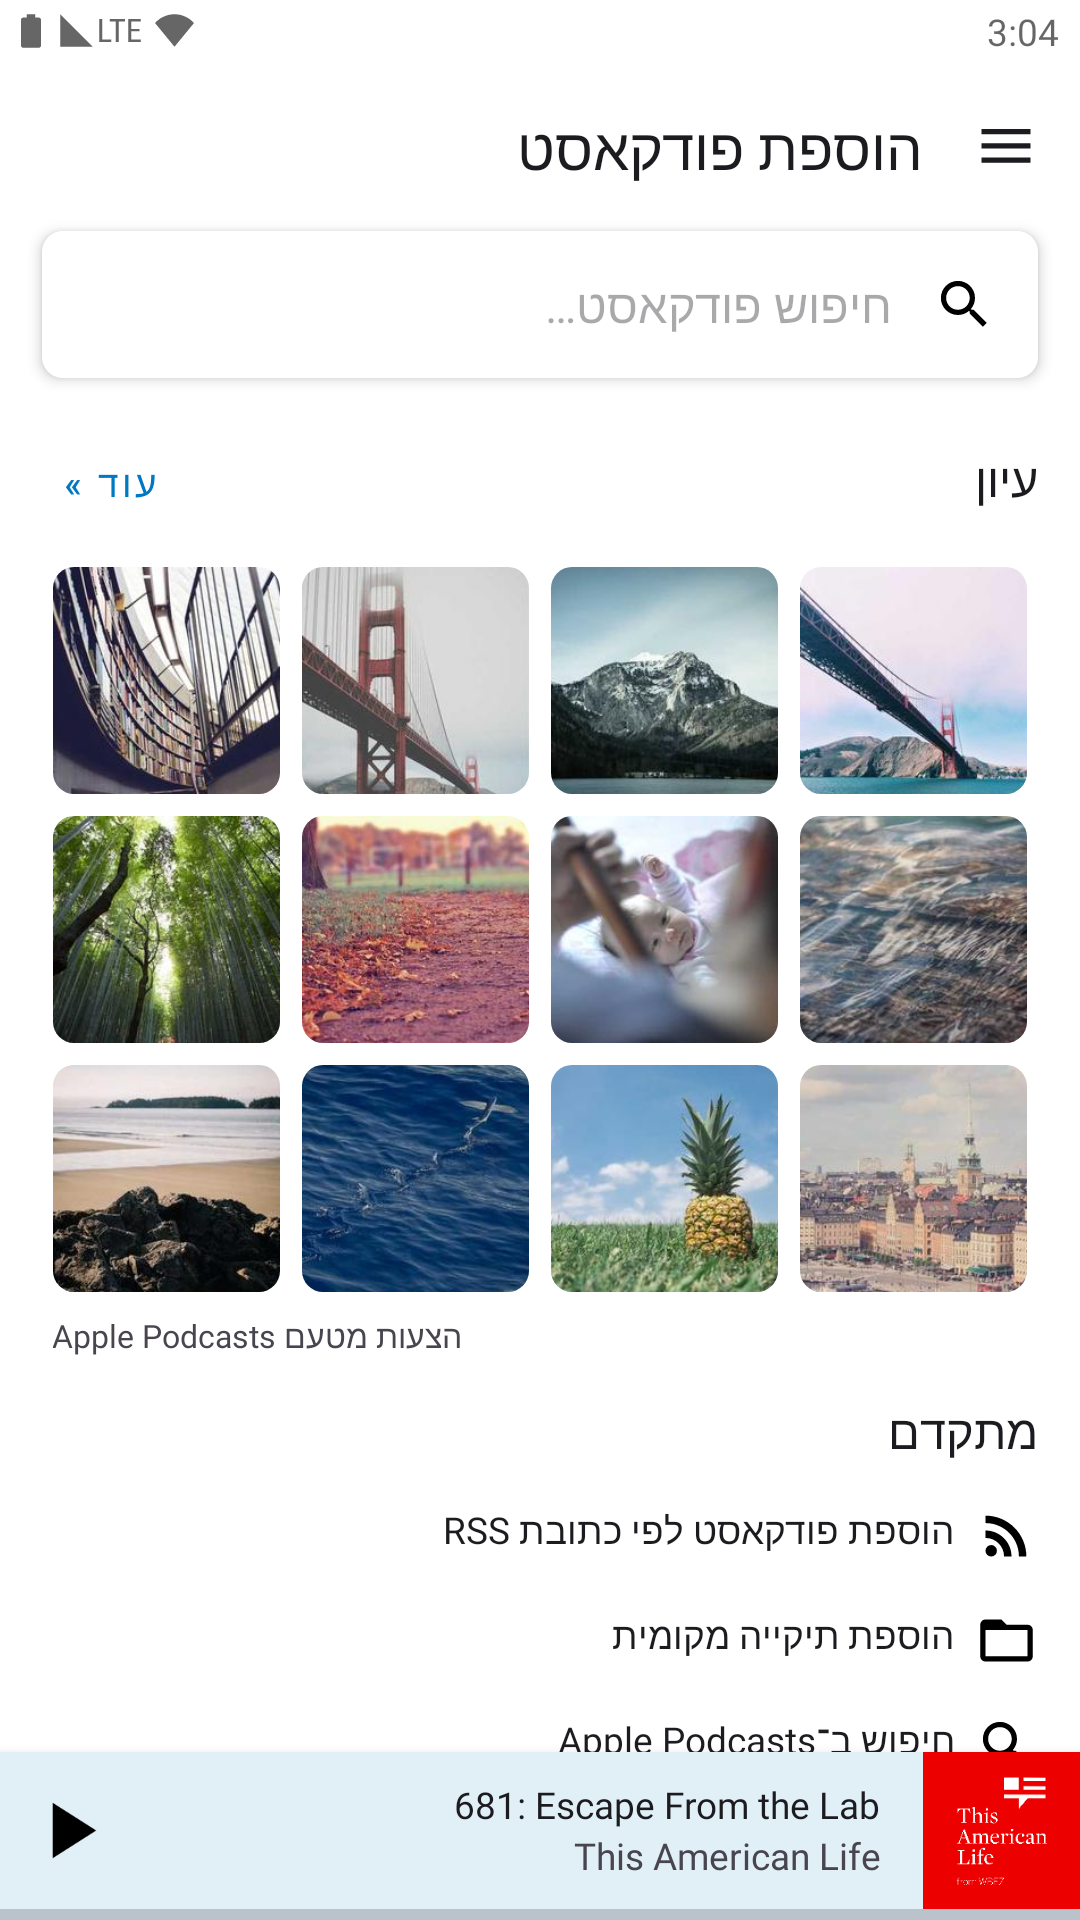 LTE 3:04
הוספת פודקאסט
חיפוש פודקאסט...
עיון
עוד »
הצעות מטעם Apple Podcasts
מתקדם
הוספת פודקאסט לפי כתובת RSS
הוספת תיקייה מקומית
חיפוש ב־Apple Podcasts
681: Escape From the Lab
This American Life
This
American
Life
from WBEZ